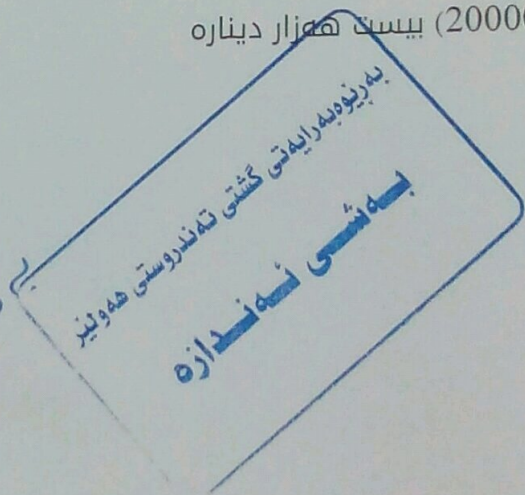 (20000) بیست هەزار دینارە
بەڕێوەبەرایەتی گشتی تەندروستی هەولێر
بەشی ئەندازە